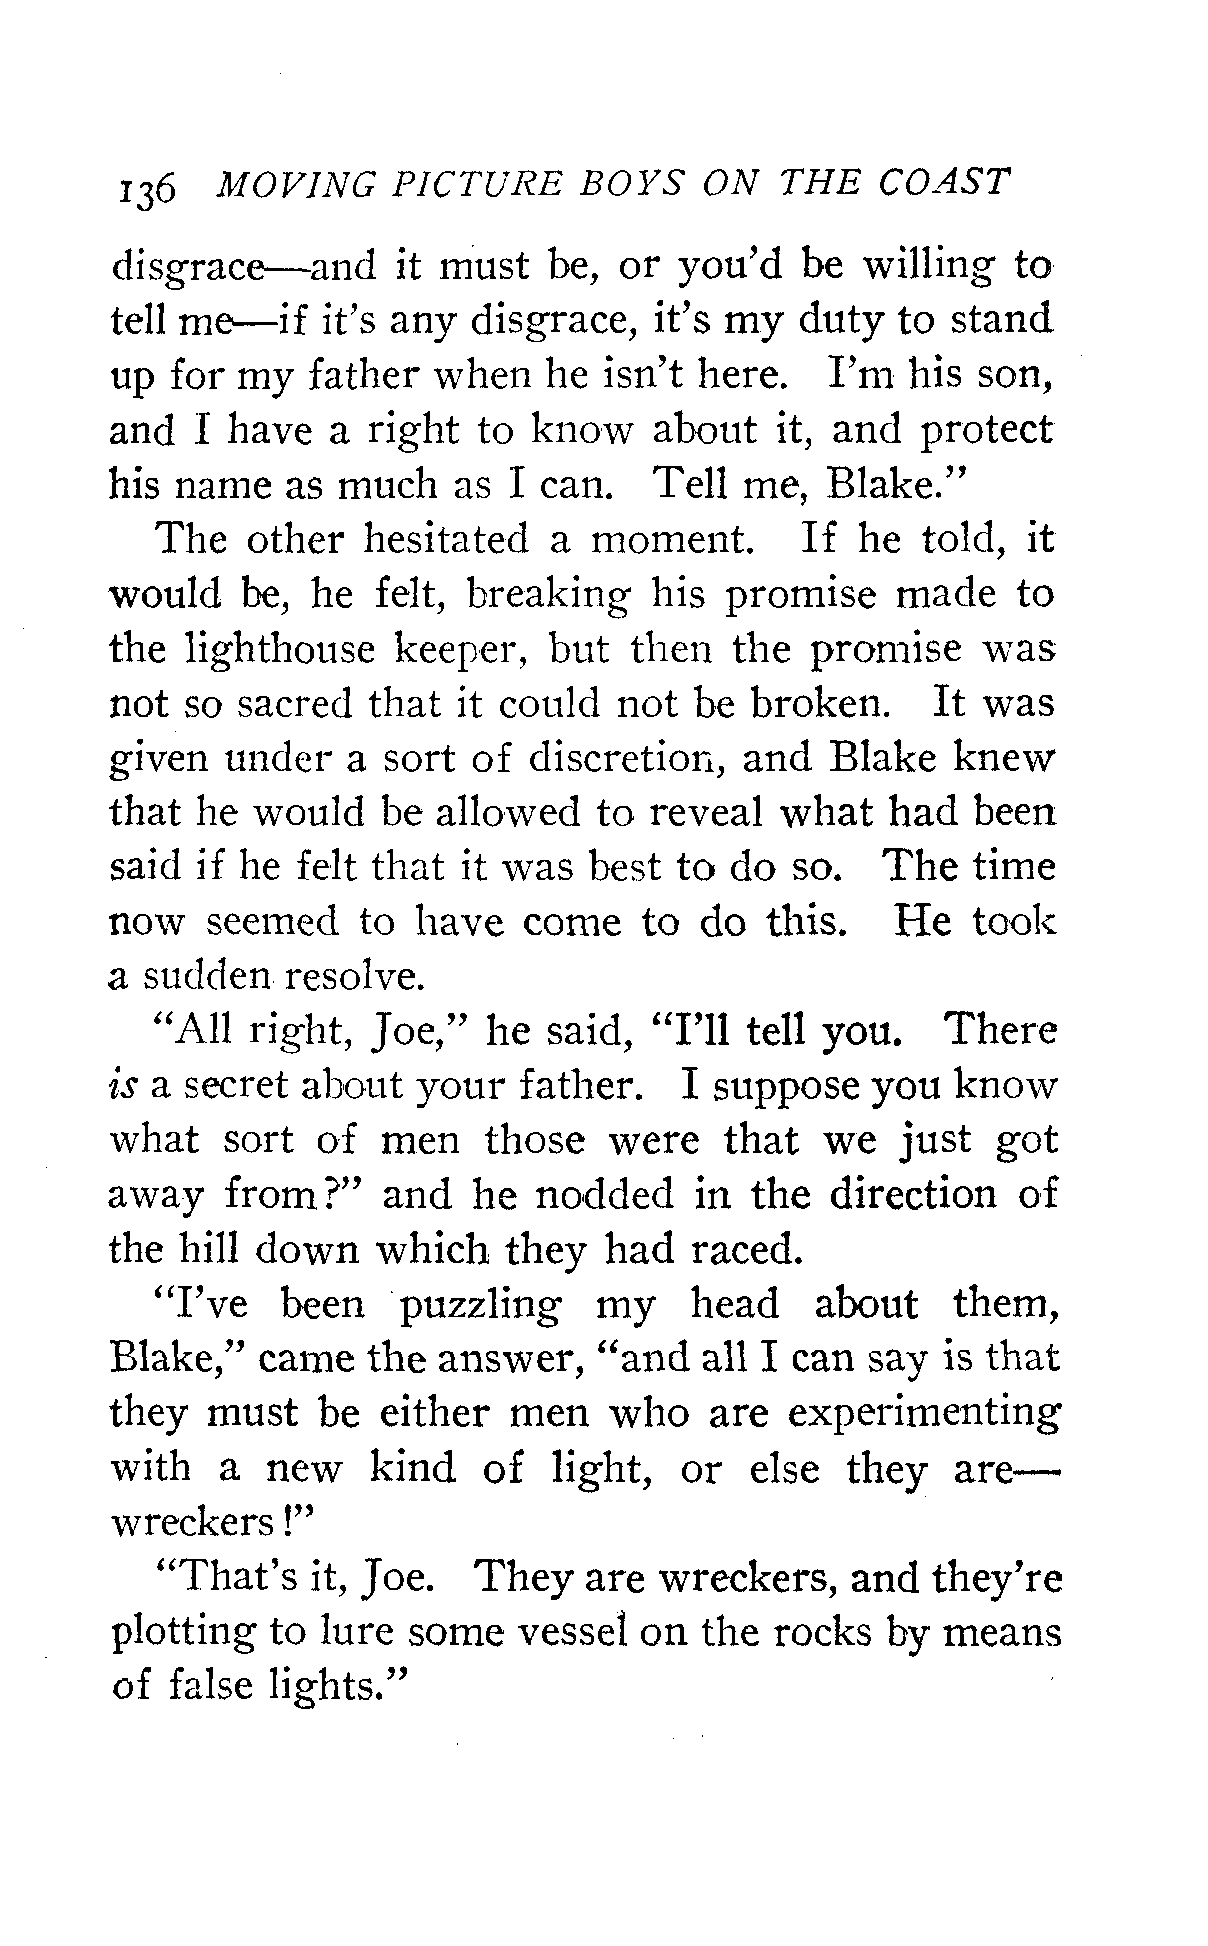 136 MOVING PICTURE BOYS ON THE COAST
disgrace—and it must be, or you'd be willing to
tell me—if it's any disgrace, it's my duty to stand
up for my father when he isn't here. I'm his son,
and I have a right to know about it, and protect
his name as much as I can. Tell me, Blake."
The other hesitated a moment. If he told, it
would be, he felt, breaking his promise made to
the lighthouse keeper, but then the promise was
not so sacred that it could not be broken. It was
given under a sort of discretion, and Blake knew
that he would be allowed to reveal what had been
said if he felt that it was best to do so. The time
now seemed to have come to do this. He took
a sudden resolve.
"All right, Joe," he said, "I'll tell you. There
is a secret about your father. I suppose you know
what sort of men those were that we just got
away from?" and he nodded in the direction of
the hill down which they had raced.
"I've been puzzling my head about them,
Blake," came the answer, "and all I can say is that
they must be either men who are experimenting
with a new kind of light, or else they are—
wreckers!"
"That's it, Joe. They are wreckers, and they're
plotting to lure some vessel on the rocks by means
of false lights."